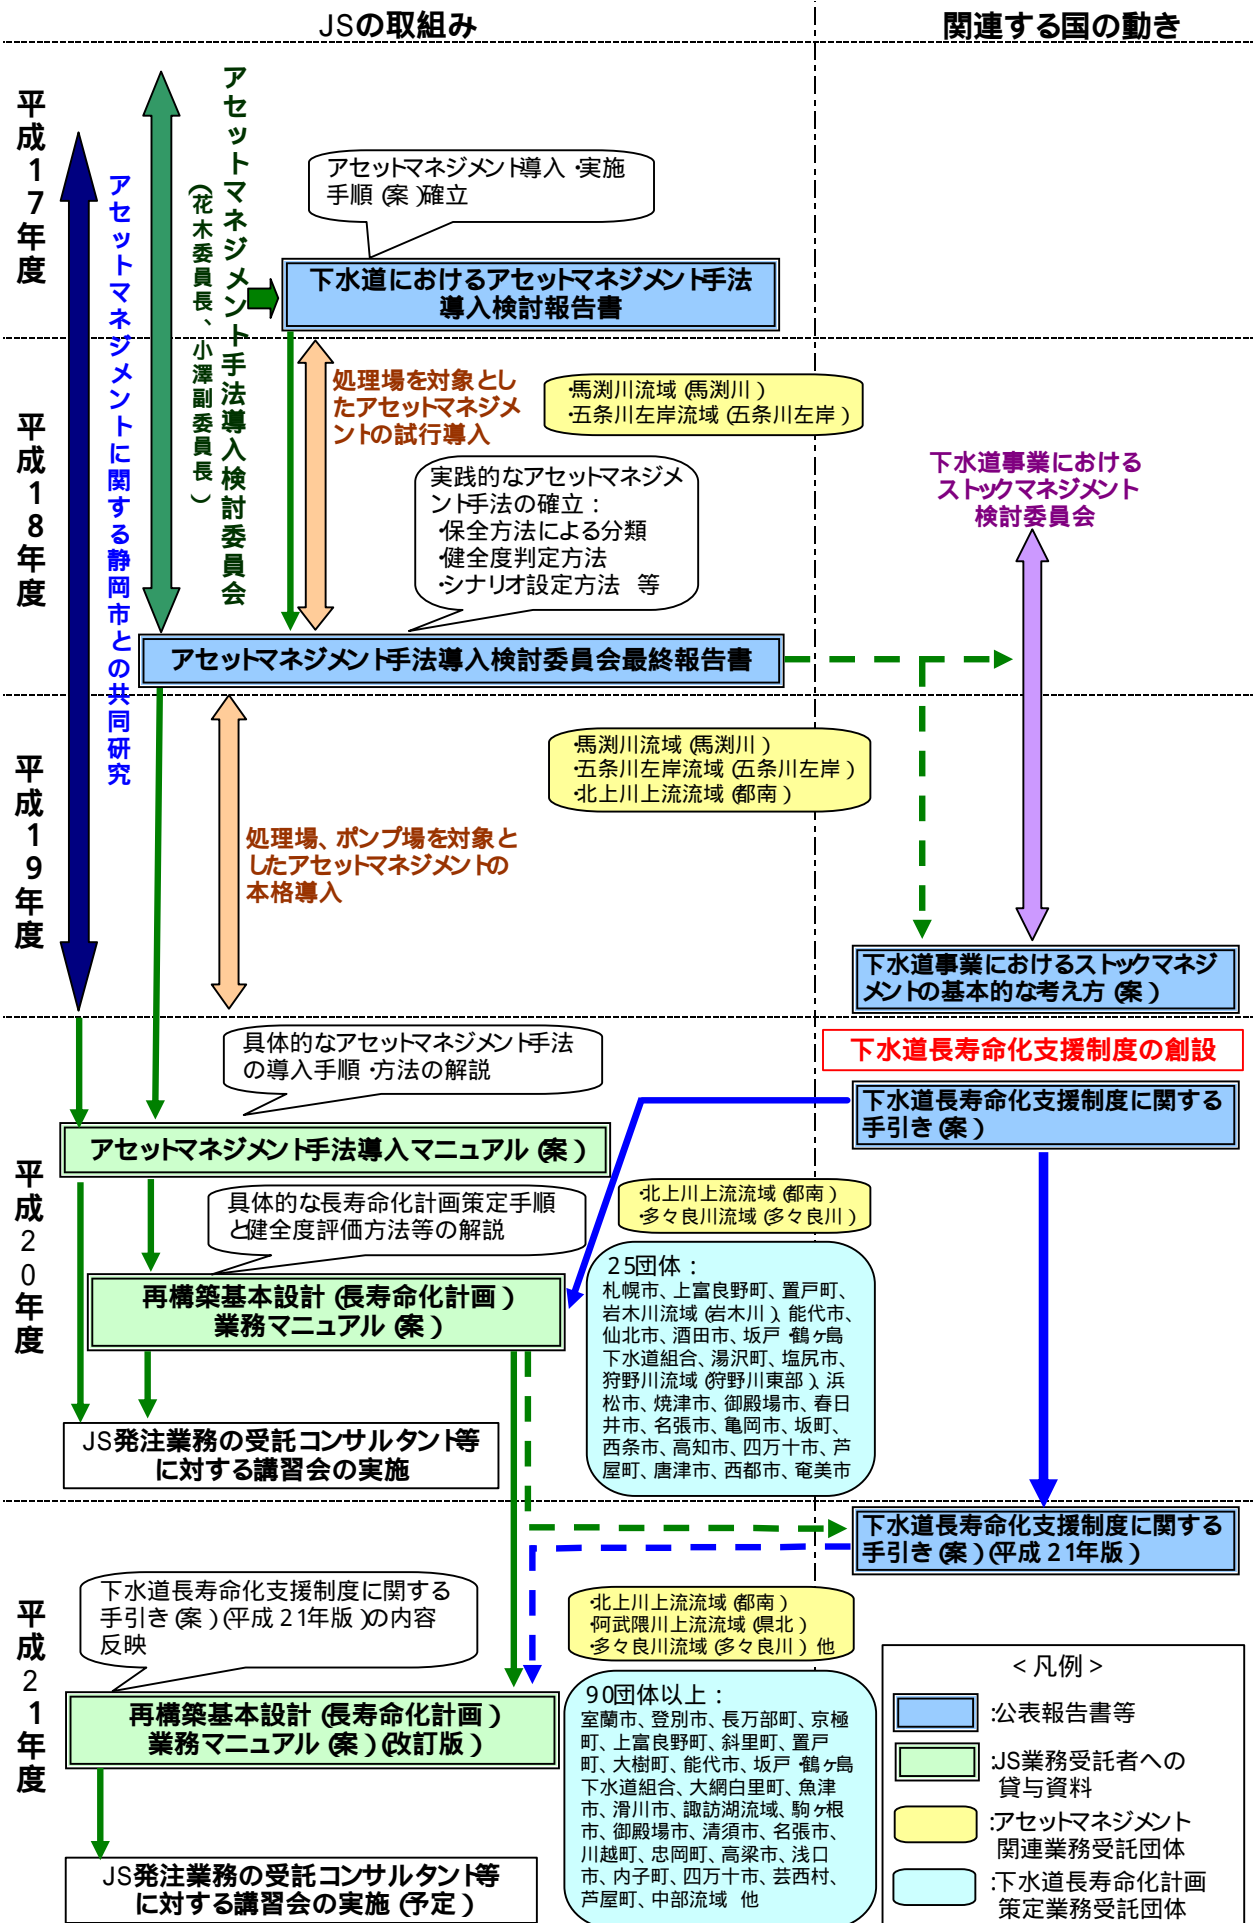 JSの取組み
関連する国の動き
平成17年度
アセットマネジメントに関する静岡市との共同研究
アセットマネジメント手法導入検討委員会
(花木委員長、小澤副委員長)
アセットマネジメント導入・実施
手順(案)確立
下水道におけるアセットマネジメント手法
導入検討報告書
平成18年度
処理場を対象とし
たアセットマネジメ
ントの試行導入
・馬渕川流域(馬渕川)
・五条川左岸流域(五条川左岸)
実践的なアセットマネジメ
ント手法の確立：
・保全方法による分類
・健全度判定方法
・シナリオ設定方法 等
下水道事業における
ストックマネジメント
検討委員会
アセットマネジメント手法導入検討委員会最終報告書
平成19年度
・馬渕川流域(馬渕川)
・五条川左岸流域(五条川左岸)
・北上川上流流域(都南)
処理場、ポンプ場を対象と
したアセットマネジメントの
本格導入
下水道事業におけるストックマネジ
メントの基本的な考え方(案)
平成20年度
具体的なアセットマネジメント手法
の導入手順・方法の解説
下水道長寿命化支援制度の創設
下水道長寿命化支援制度に関する
手引き(案)
アセットマネジメント手法導入マニュアル(案)
具体的な長寿命化計画策定手順
と健全度評価方法等の解説
・北上川上流流域(都南)
・多々良川流域(多々良川)
再構築基本設計(長寿命化計画)
業務マニュアル(案)
25団体：
札幌市、上富良野町、置戸町、
岩木川流域(岩木川)、能代市、
仙北市、酒田市、坂戸・鶴ヶ島
下水道組合、湯沢町、塩尻市、
狩野川流域(狩野川東部)、浜
松市、焼津市、御殿場市、春日
井市、名張市、亀岡市、坂町、
西条市、高知市、四万十市、芦
屋町、唐津市、西都市、奄美市
JS発注業務の受託コンサルタント等
に対する講習会の実施
平成21年度
下水道長寿命化支援制度に関する
手引き(案)(平成21年版)
下水道長寿命化支援制度に関する
手引き(案)(平成21年版)の内容
反映
・北上川上流流域(都南)
・阿武隈川上流流域(県北)
・多々良川流域(多々良川) 他
再構築基本設計(長寿命化計画)
業務マニュアル(案)(改訂版)
90団体以上：
室蘭市、登別市、長万部町、京極
町、上富良野町、斜里町、置戸
町、大樹町、能代市、坂戸・鶴ヶ島
下水道組合、大網白里町、魚津
市、滑川市、諏訪湖流域、駒ヶ根
市、御殿場市、清須市、名張市、
川越町、忠岡町、高梁市、浅口
市、内子町、四万十市、芸西村、
芦屋町、中部流域 他
JS発注業務の受託コンサルタント等
に対する講習会の実施(予定)
<凡例>
:公表報告書等
:JS業務受託者への
貸与資料
:アセットマネジメント
関連業務受託団体
:下水道長寿命化計画
策定業務受託団体